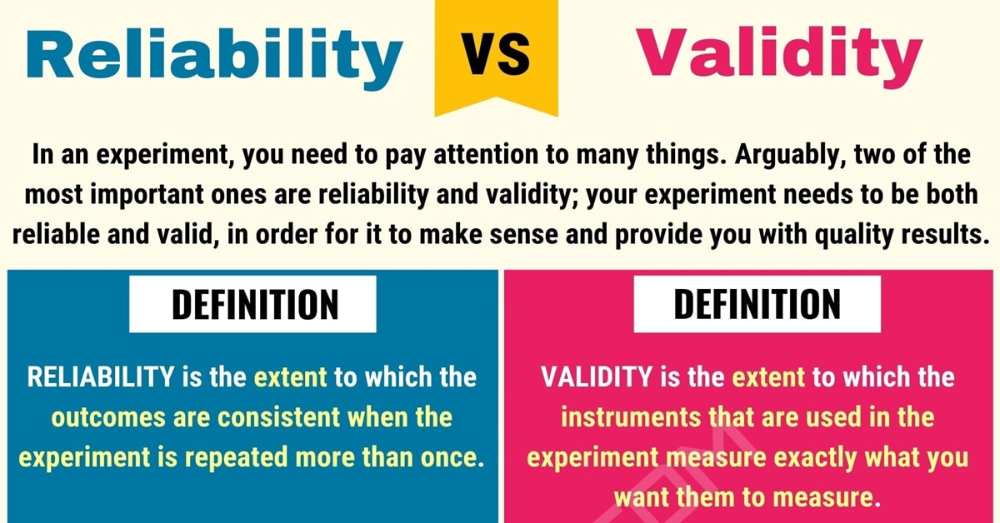 Reliability VS Validity
In an experiment, you need to pay attention to many things. Arguably, two of the
most important ones are reliability and validity; your experiment needs to be both
reliable and valid, in order for it to make sense and provide you with quality results.
DEFINITION
RELIABILITY is the extent to which the
outcomes are consistent when the
experiment is repeated more than once.
DEFINITION
VALIDITY is the extent to which the
instruments that are used in the
experiment measure exactly what you
want them to measure.